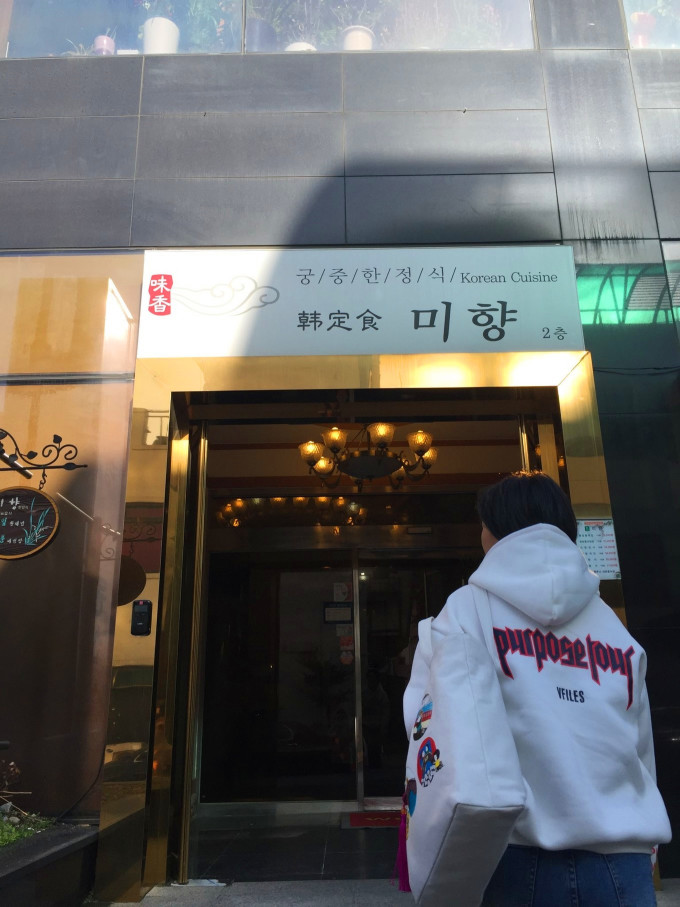 味
香
궁/중/한/정/식/Korean Cuisine
韩定食 미향 2층
purpose tour
VFILES